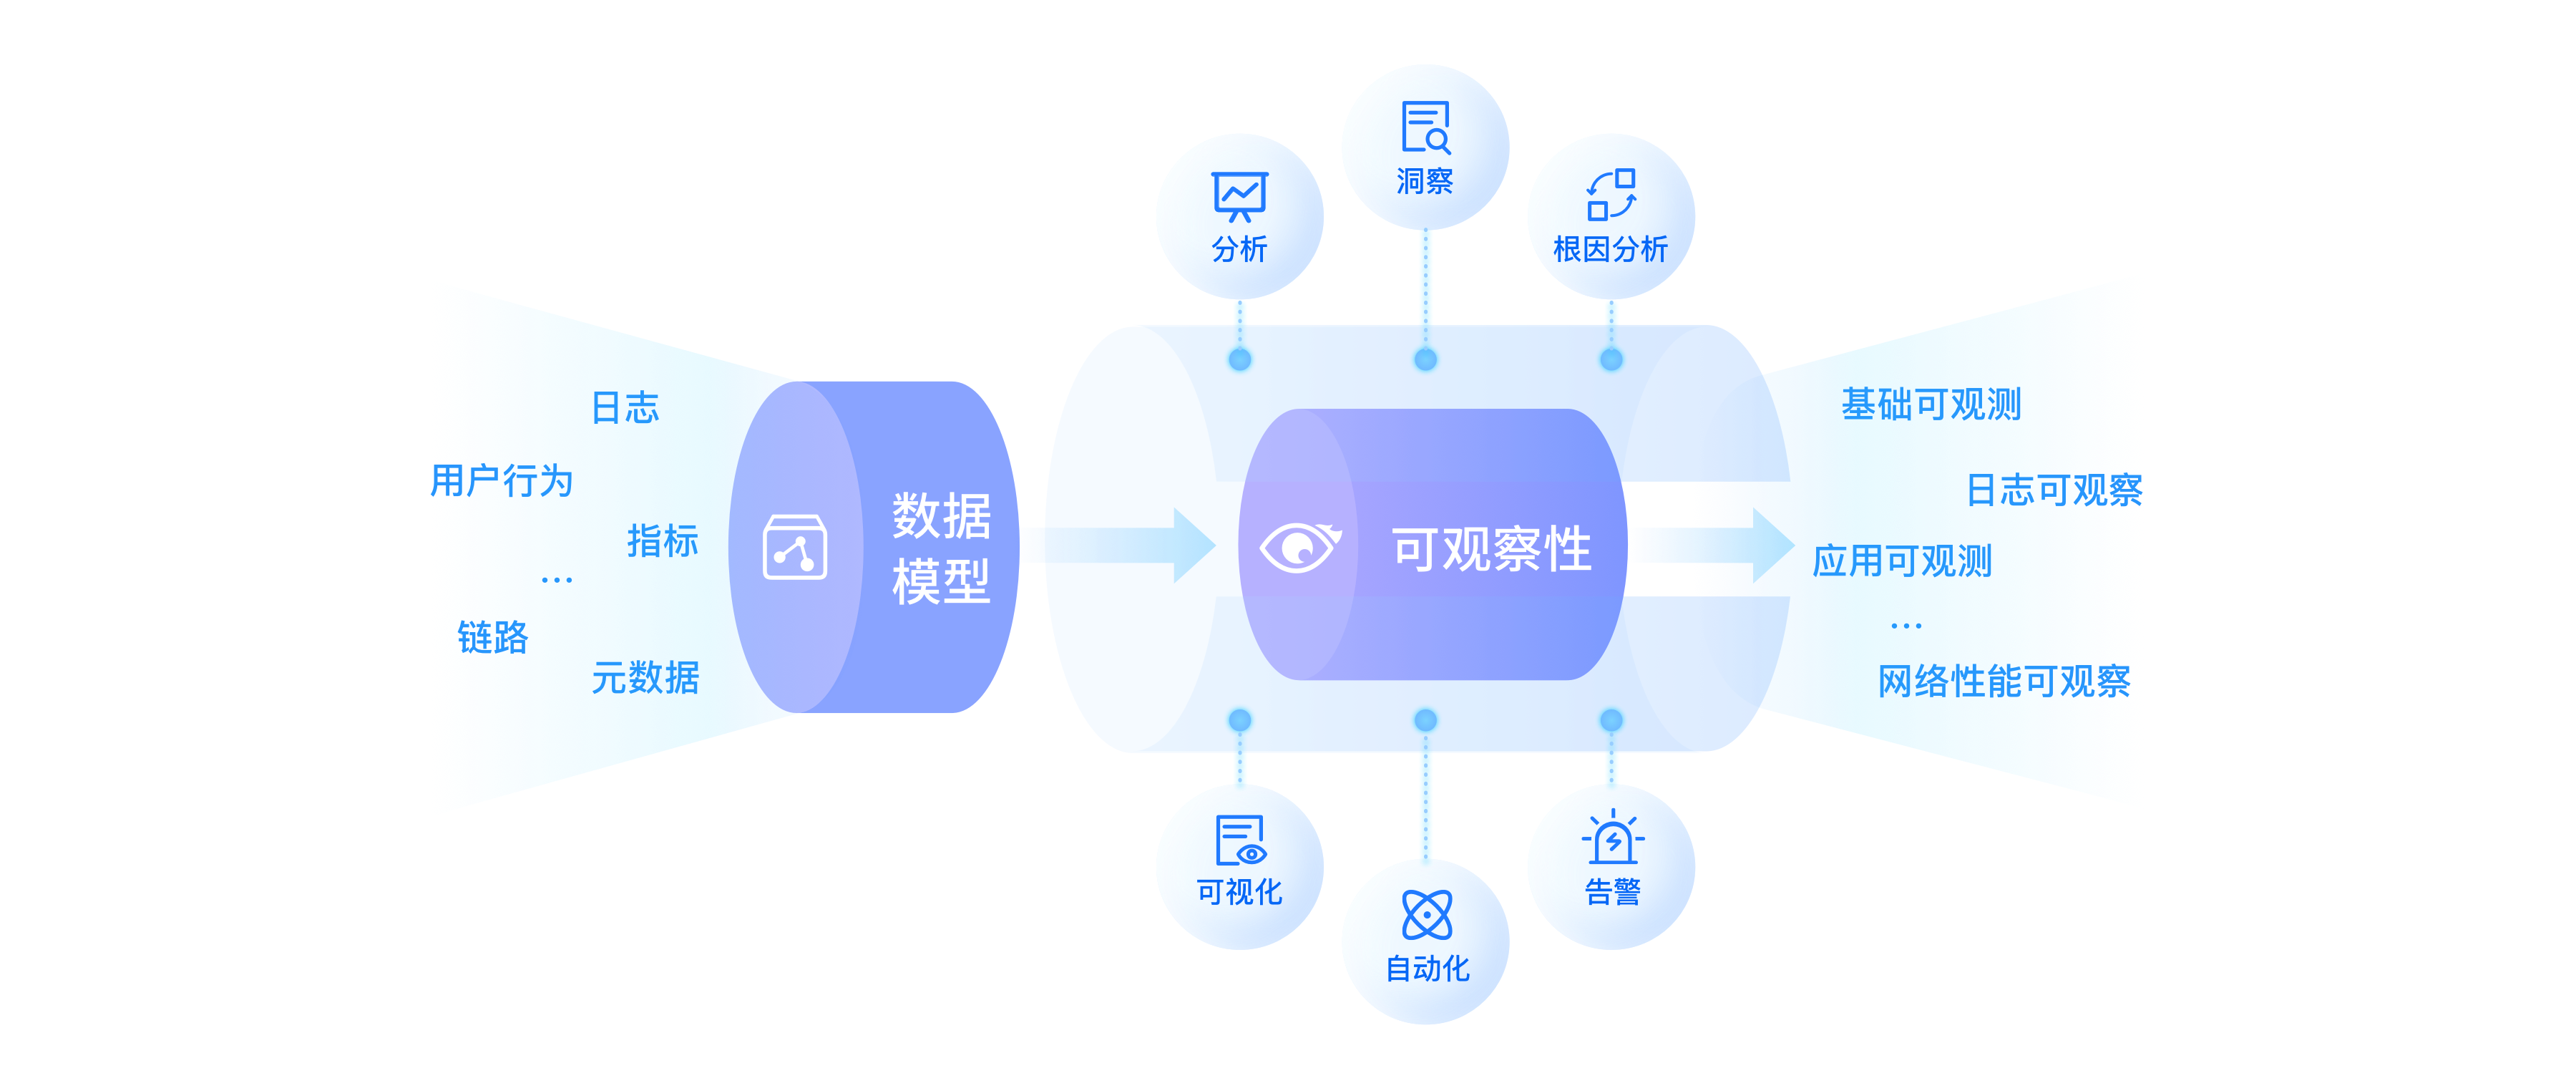 洞察
分析
根因分析
日志
用户行为
指标
...
链路
元数据
数据
模型
可观察性
基础可观测
日志可观察
应用可观测
...
网络性能可观察
可视化
告警
自动化